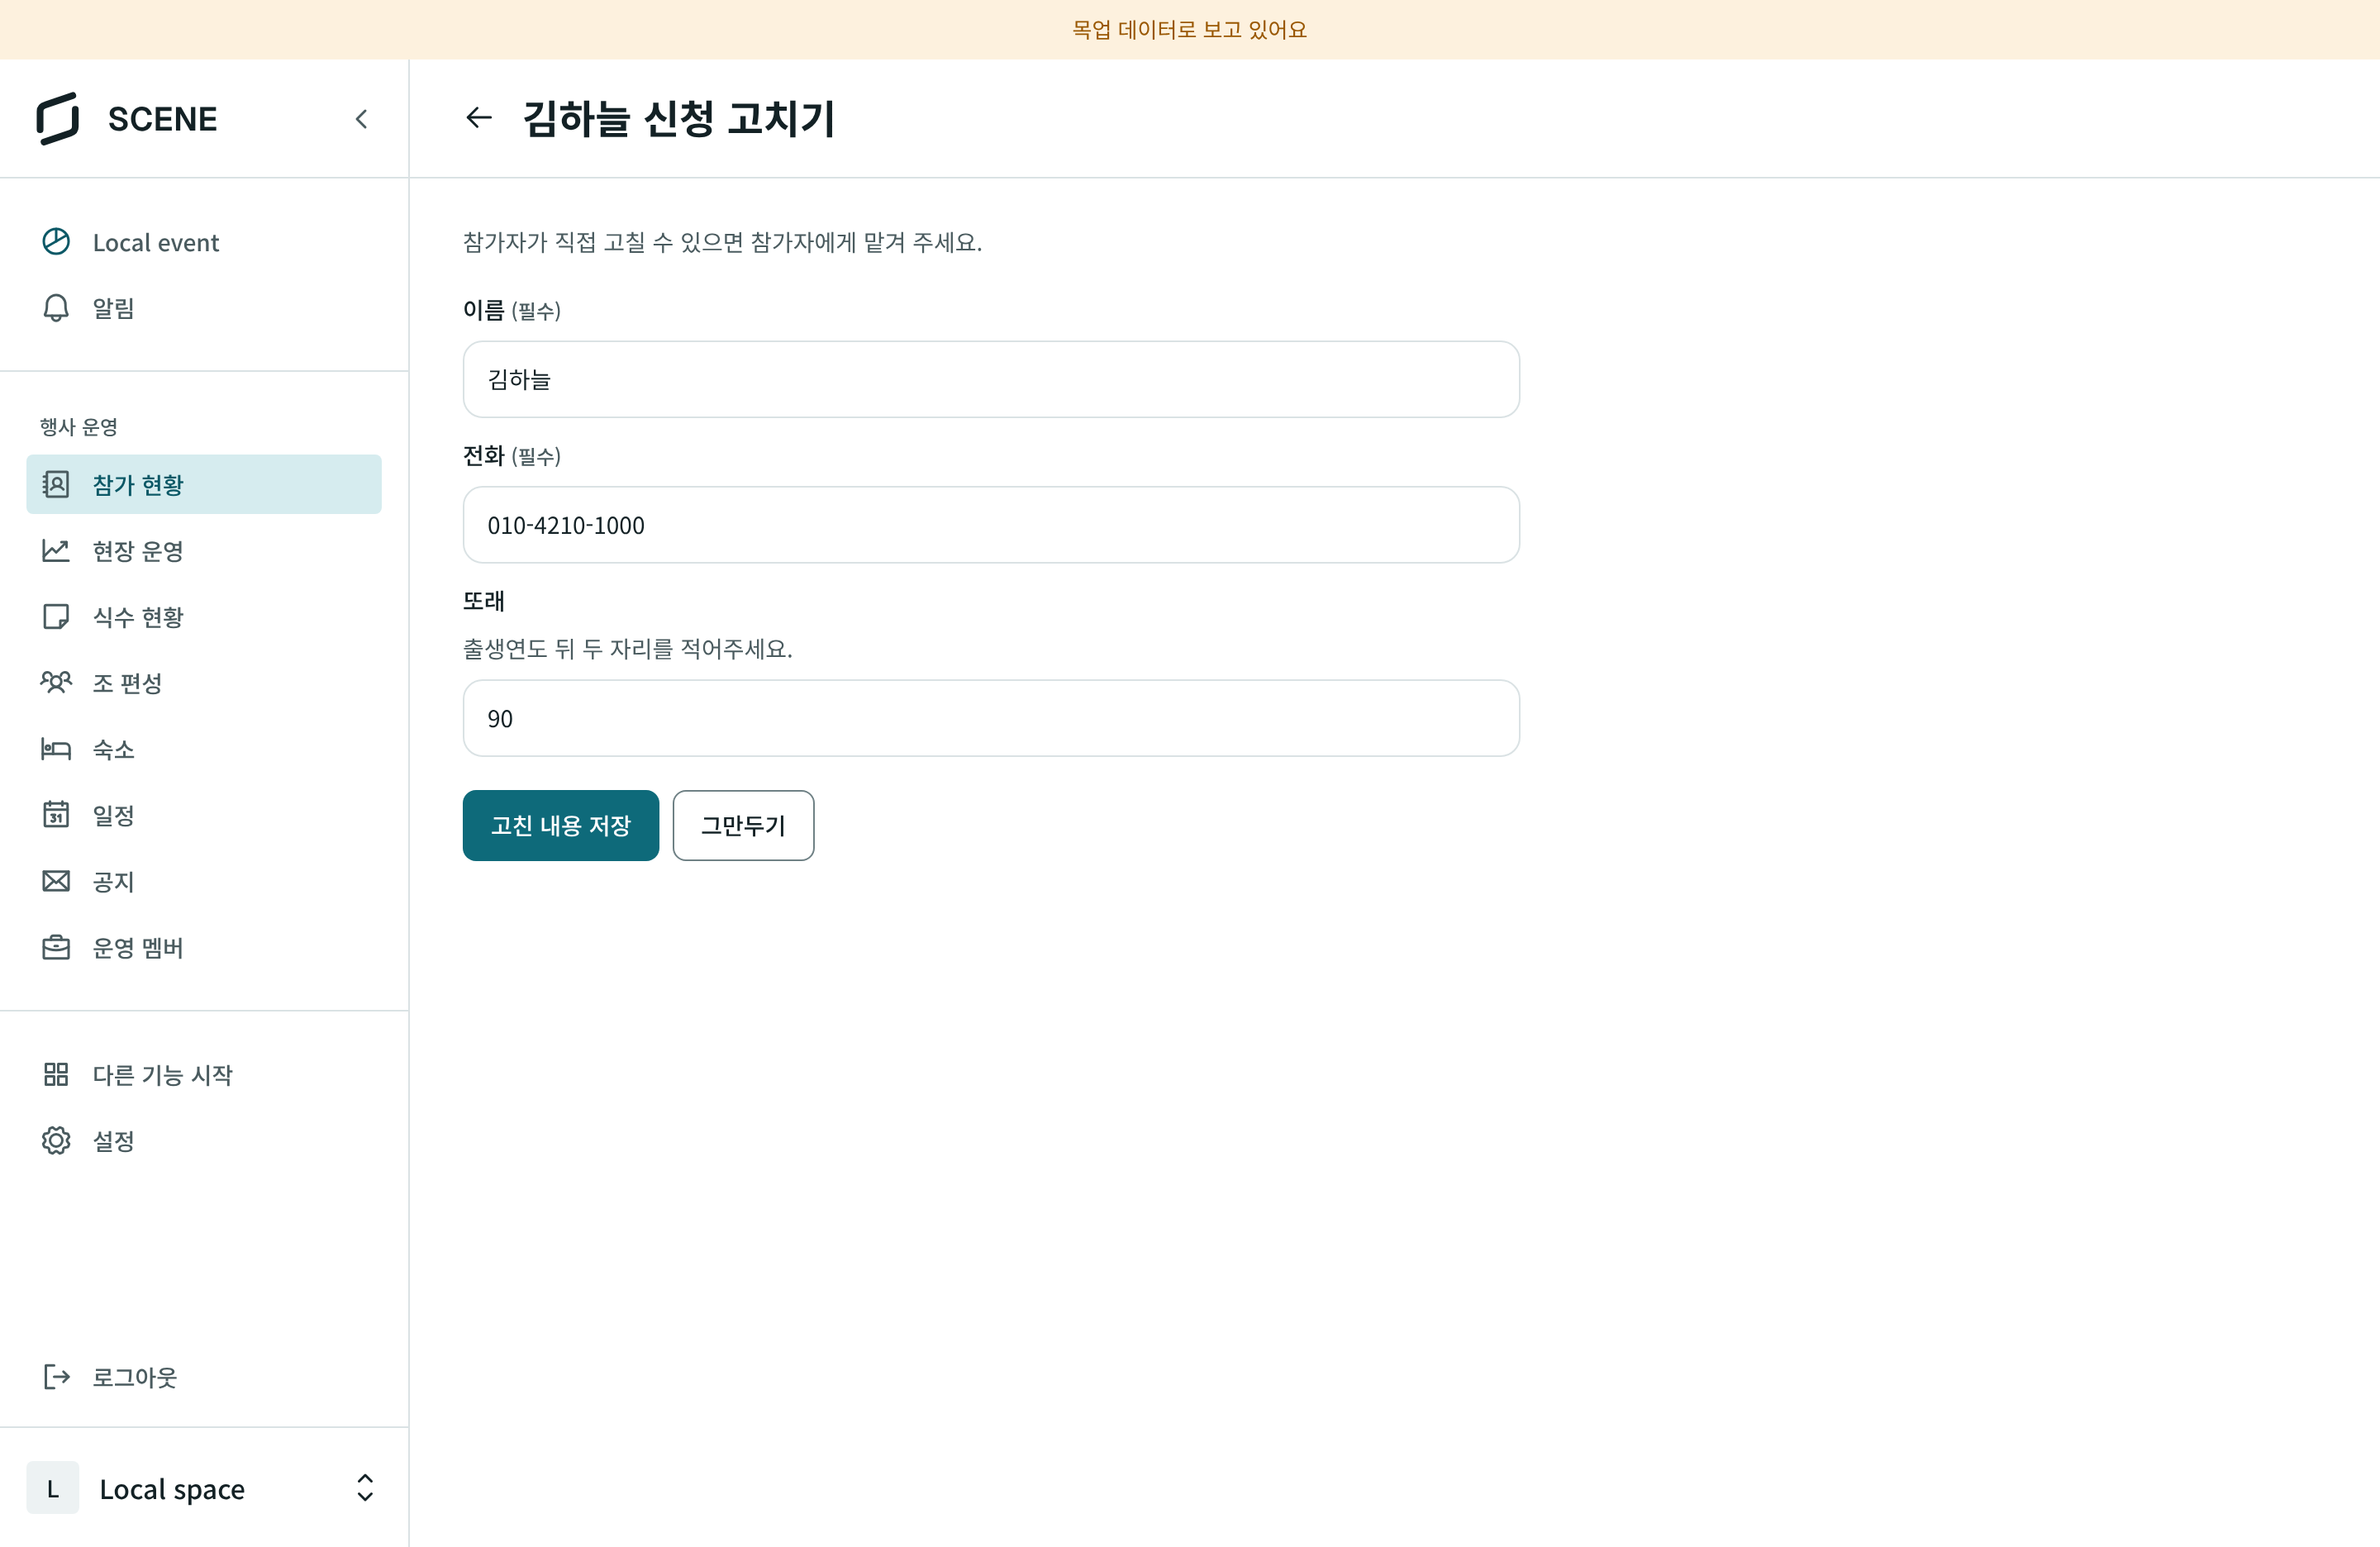 목업 데이터로 보고 있어요
SCENE
Local event
알림
행사 운영
참가 현황
현장 운영
식수 현황
조 편성
숙소
31
일정
공지
운영 멤버
다른 기능 시작
설정
로그아웃
L
Local space
김하늘 신청 고치기
참가자가 직접 고칠 수 있으면 참가자에게 맡겨 주세요.
이름 (필수)
김하늘
전화 (필수)
010-4210-1000
또래
출생연도 뒤 두 자리를 적어주세요.
90
고친 내용 저장
그만두기